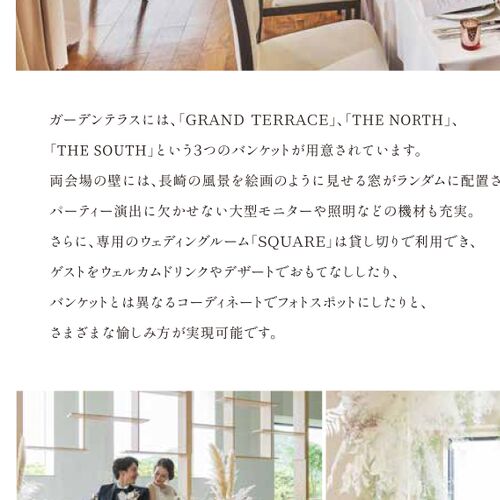 ガーデンテラスには、「GRAND TERRACE」、「THE NORTH」、
「THE SOUTH」という3つのバンケットが用意されています。
両会場の壁には、長崎の風景を絵画のように見せる窓がランダムに配置さ
パーティー演出に欠かせない大型モニターや照明などの機材も充実。
さらに、専用のウェディングルーム「SQUARE」は貸し切りで利用でき、
ゲストをウェルカムドリンクやデザートでおもてなししたり、
バンケットとは異なるコーディネートでフォトスポットにしたりと、
さまざまな愉しみ方が実現可能です。